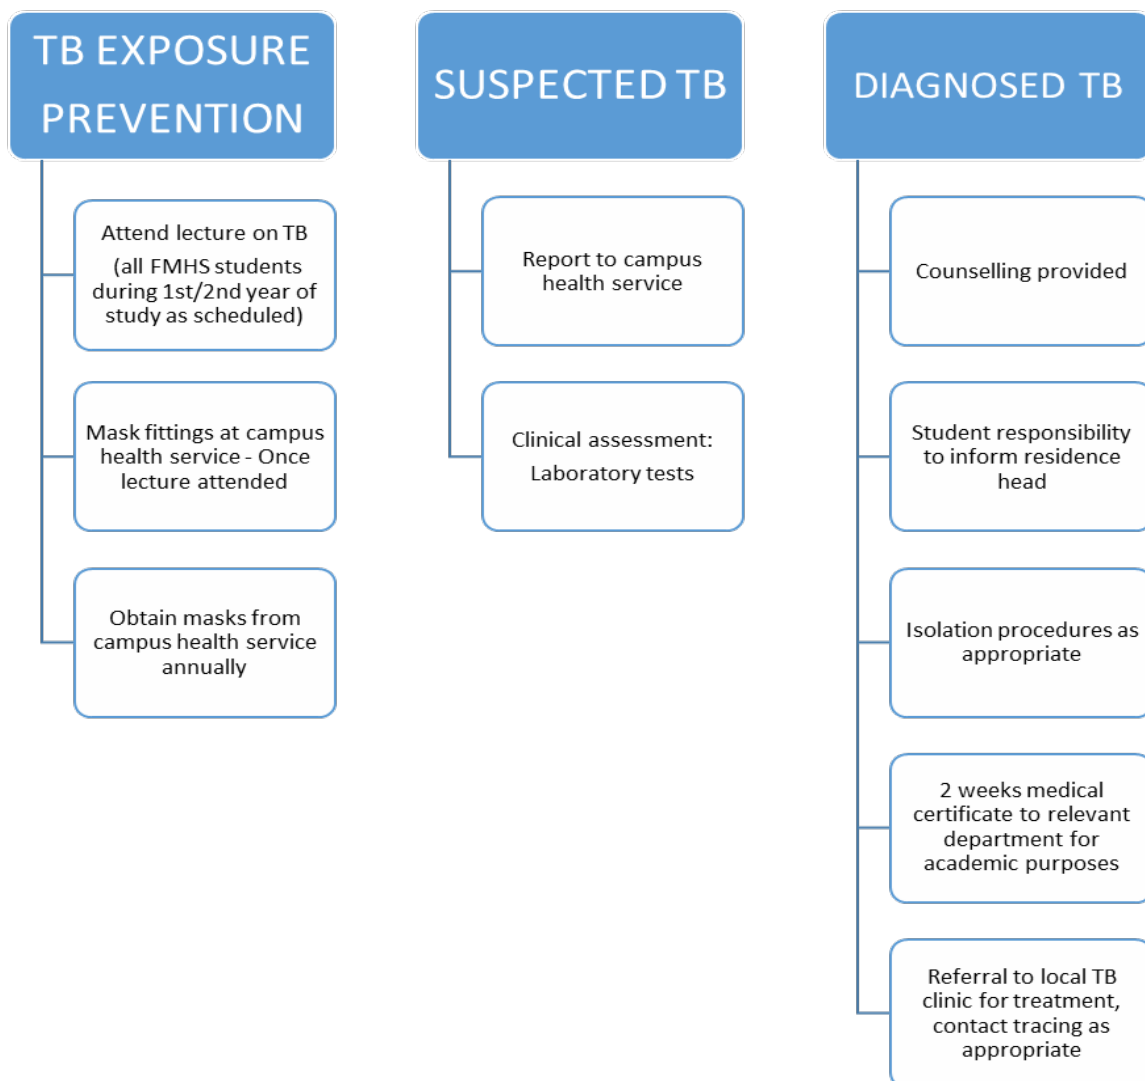 TB EXPOSURE
PREVENTION
Attend lecture on TB
(all FMHS students
during 1st/2nd year of
study as scheduled)
Mask fittings at campus
health service - Once
lecture attended
Obtain masks from
campus health service
annually
SUSPECTED TB
Report to campus
health service
Clinical assessment:
Laboratory tests
DIAGNOSED TB
Counselling provided
Student responsibility
to inform residence
head
Isolation procedures as
appropriate
2 weeks medical
certificate to relevant
department for
academic purposes
Referral to local TB
clinic for treatment,
contact tracing as
appropriate